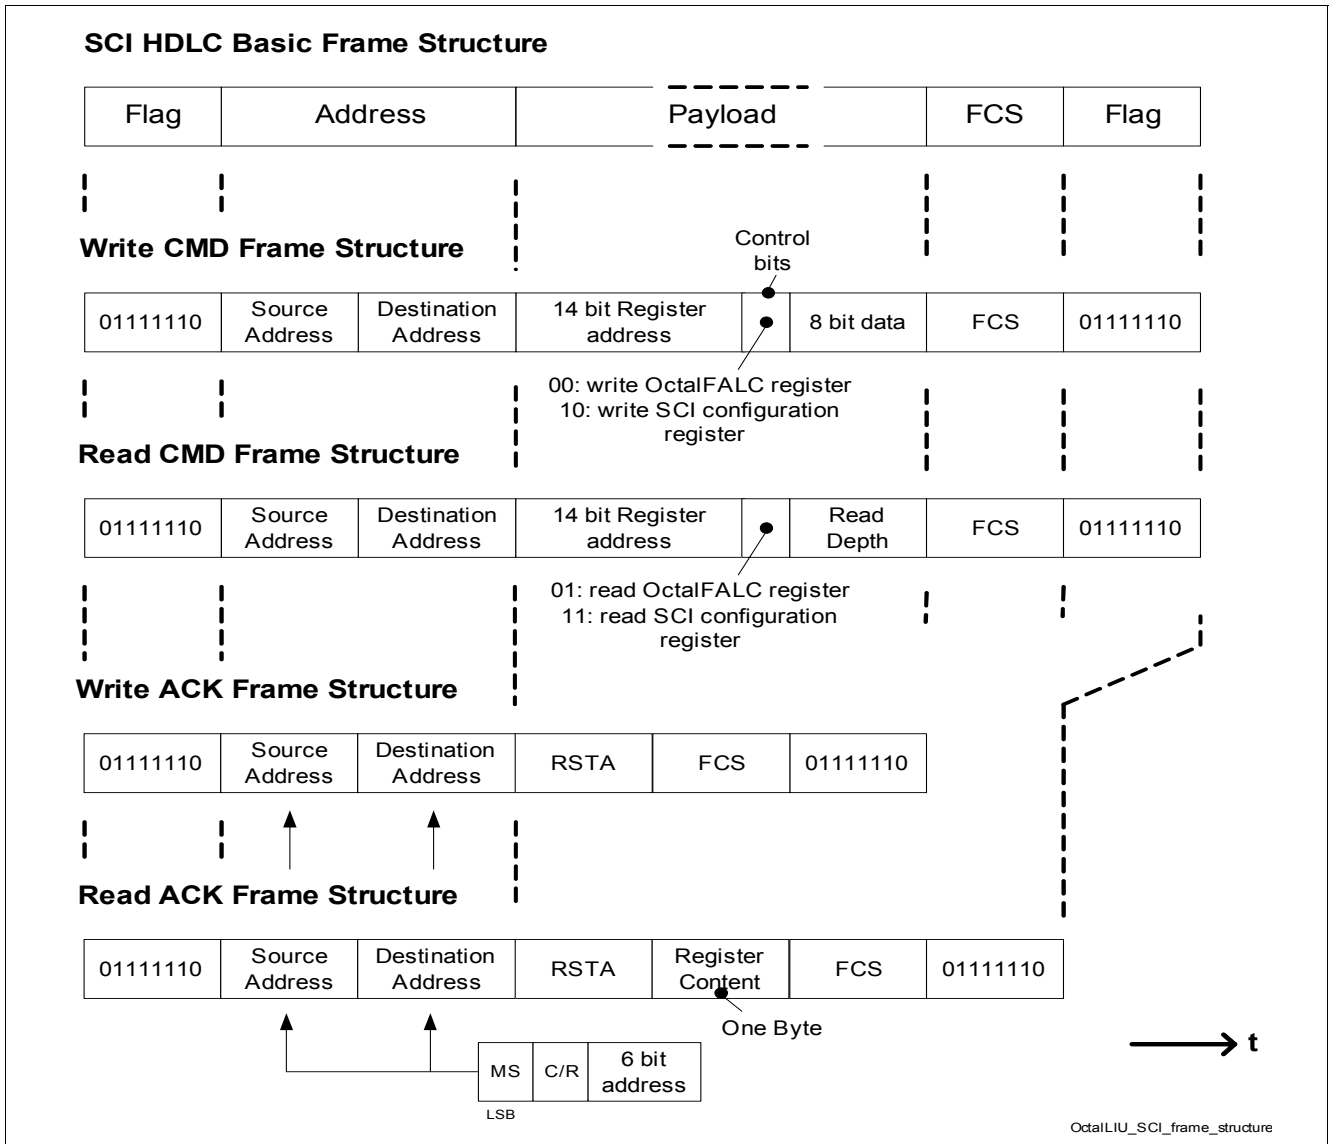 SCI HDLC Basic Frame Structure
Flag Address Payload FCS Flag
Write CMD Frame Structure
Control
bits
01111110 Source Address Destination Address 14 bit Register address 8 bit data FCS 01111110
00: write OctalFALC register
10: write SCI configuration
register
Read CMD Frame Structure
01111110 Source Address Destination Address 14 bit Register address Read Depth FCS 01111110
01: read OctalFALC register
11: read SCI configuration
register
Write ACK Frame Structure
01111110 Source Address Destination Address RSTA FCS 01111110
Read ACK Frame Structure
01111110 Source Address Destination Address RSTA Register Content FCS 01111110
One Byte
t
MS C/R 6 bit address
LSB
OctalLIU_SCI_frame_structure